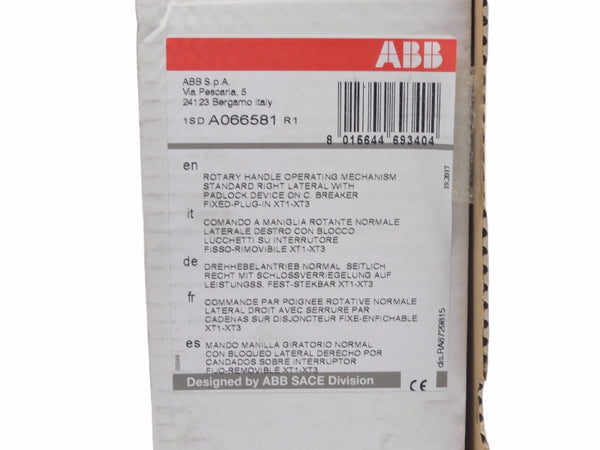 ABB
ABB S.p.A.
Via Pescaria, 5
24123 Bergamo Italy
1SD A066581 R1
8 015644 693404
en
ROTARY HANDLE OPERATING MECHANISM
STANDARD RIGHT LATERAL WITH
PADLOCK DEVICE ON C. BREAKER
FIXED-PLUG-IN XT1-XT3
it
COMANDO A MANIGLIA ROTANTE NORMALE
LATERALE DESTRO CON BLOCCO
LUCCHETTI SU INTERRUTORE
FISSO-RIMOVIBILE XT1-XT3
de
DREHHEBELANTRIEB NORMAL SEITLICH
RECHT MIT SCHLOSSVERRIEGELUNG AUF
LEISTUNGSS, FEST-STEKBAR XT1-XT3
fr
COMMANDE PAR POIGNEE ROTATIVE NORMALE
LATERAL DROIT AVEC SERRURE PAR
CADENAS SUR DISJONCTEUR FIXE-ENFICHABLE
XT1-XT3
es
MANDO MANILLA GIRATORIO NORMAL
CON BLOQUEO LATERAL DERECHO POR
CANDADOS SOBRE INTERRUPTOR
FIJO-REMOVIBLE XT1-XT3
Designed by ABB SACE Division
CE
19.2017
dis.RA8729815